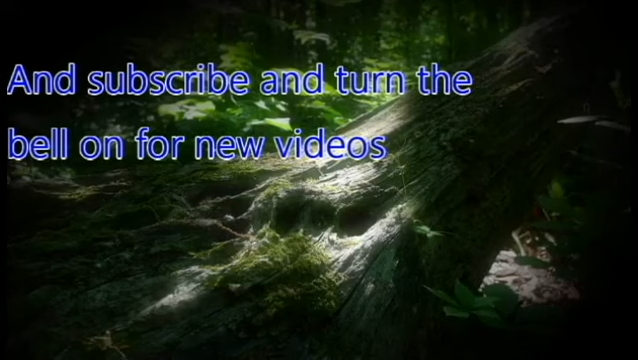 And subscribe and turn the
bell on for new videos